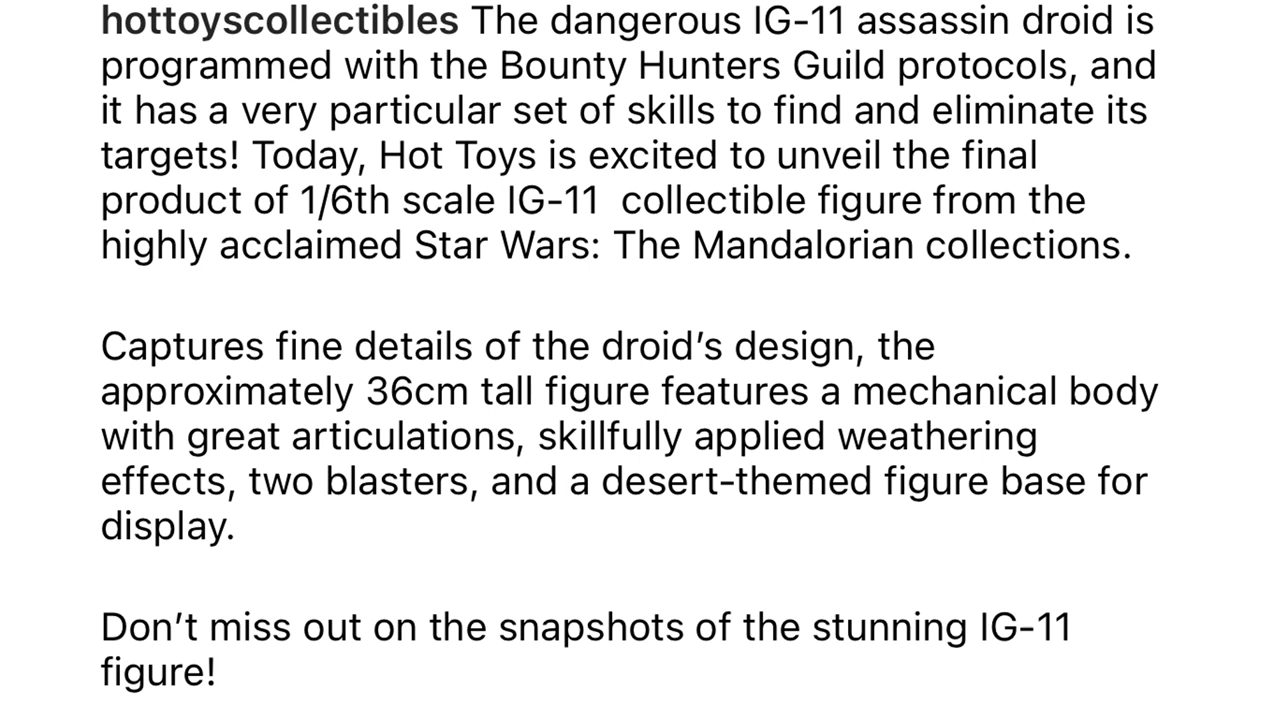 hottoyscollectibles The dangerous IG-11 assassin droid is
programmed with the Bounty Hunters Guild protocols, and
it has a very particular set of skills to find and eliminate its
targets! Today, Hot Toys is excited to unveil the final
product of 1/6th scale IG-11  collectible figure from the
highly acclaimed Star Wars: The Mandalorian collections.
Captures fine details of the droid’s design, the
approximately 36cm tall figure features a mechanical body
with great articulations, skillfully applied weathering
effects, two blasters, and a desert-themed figure base for
display.
Don’t miss out on the snapshots of the stunning IG-11
figure!